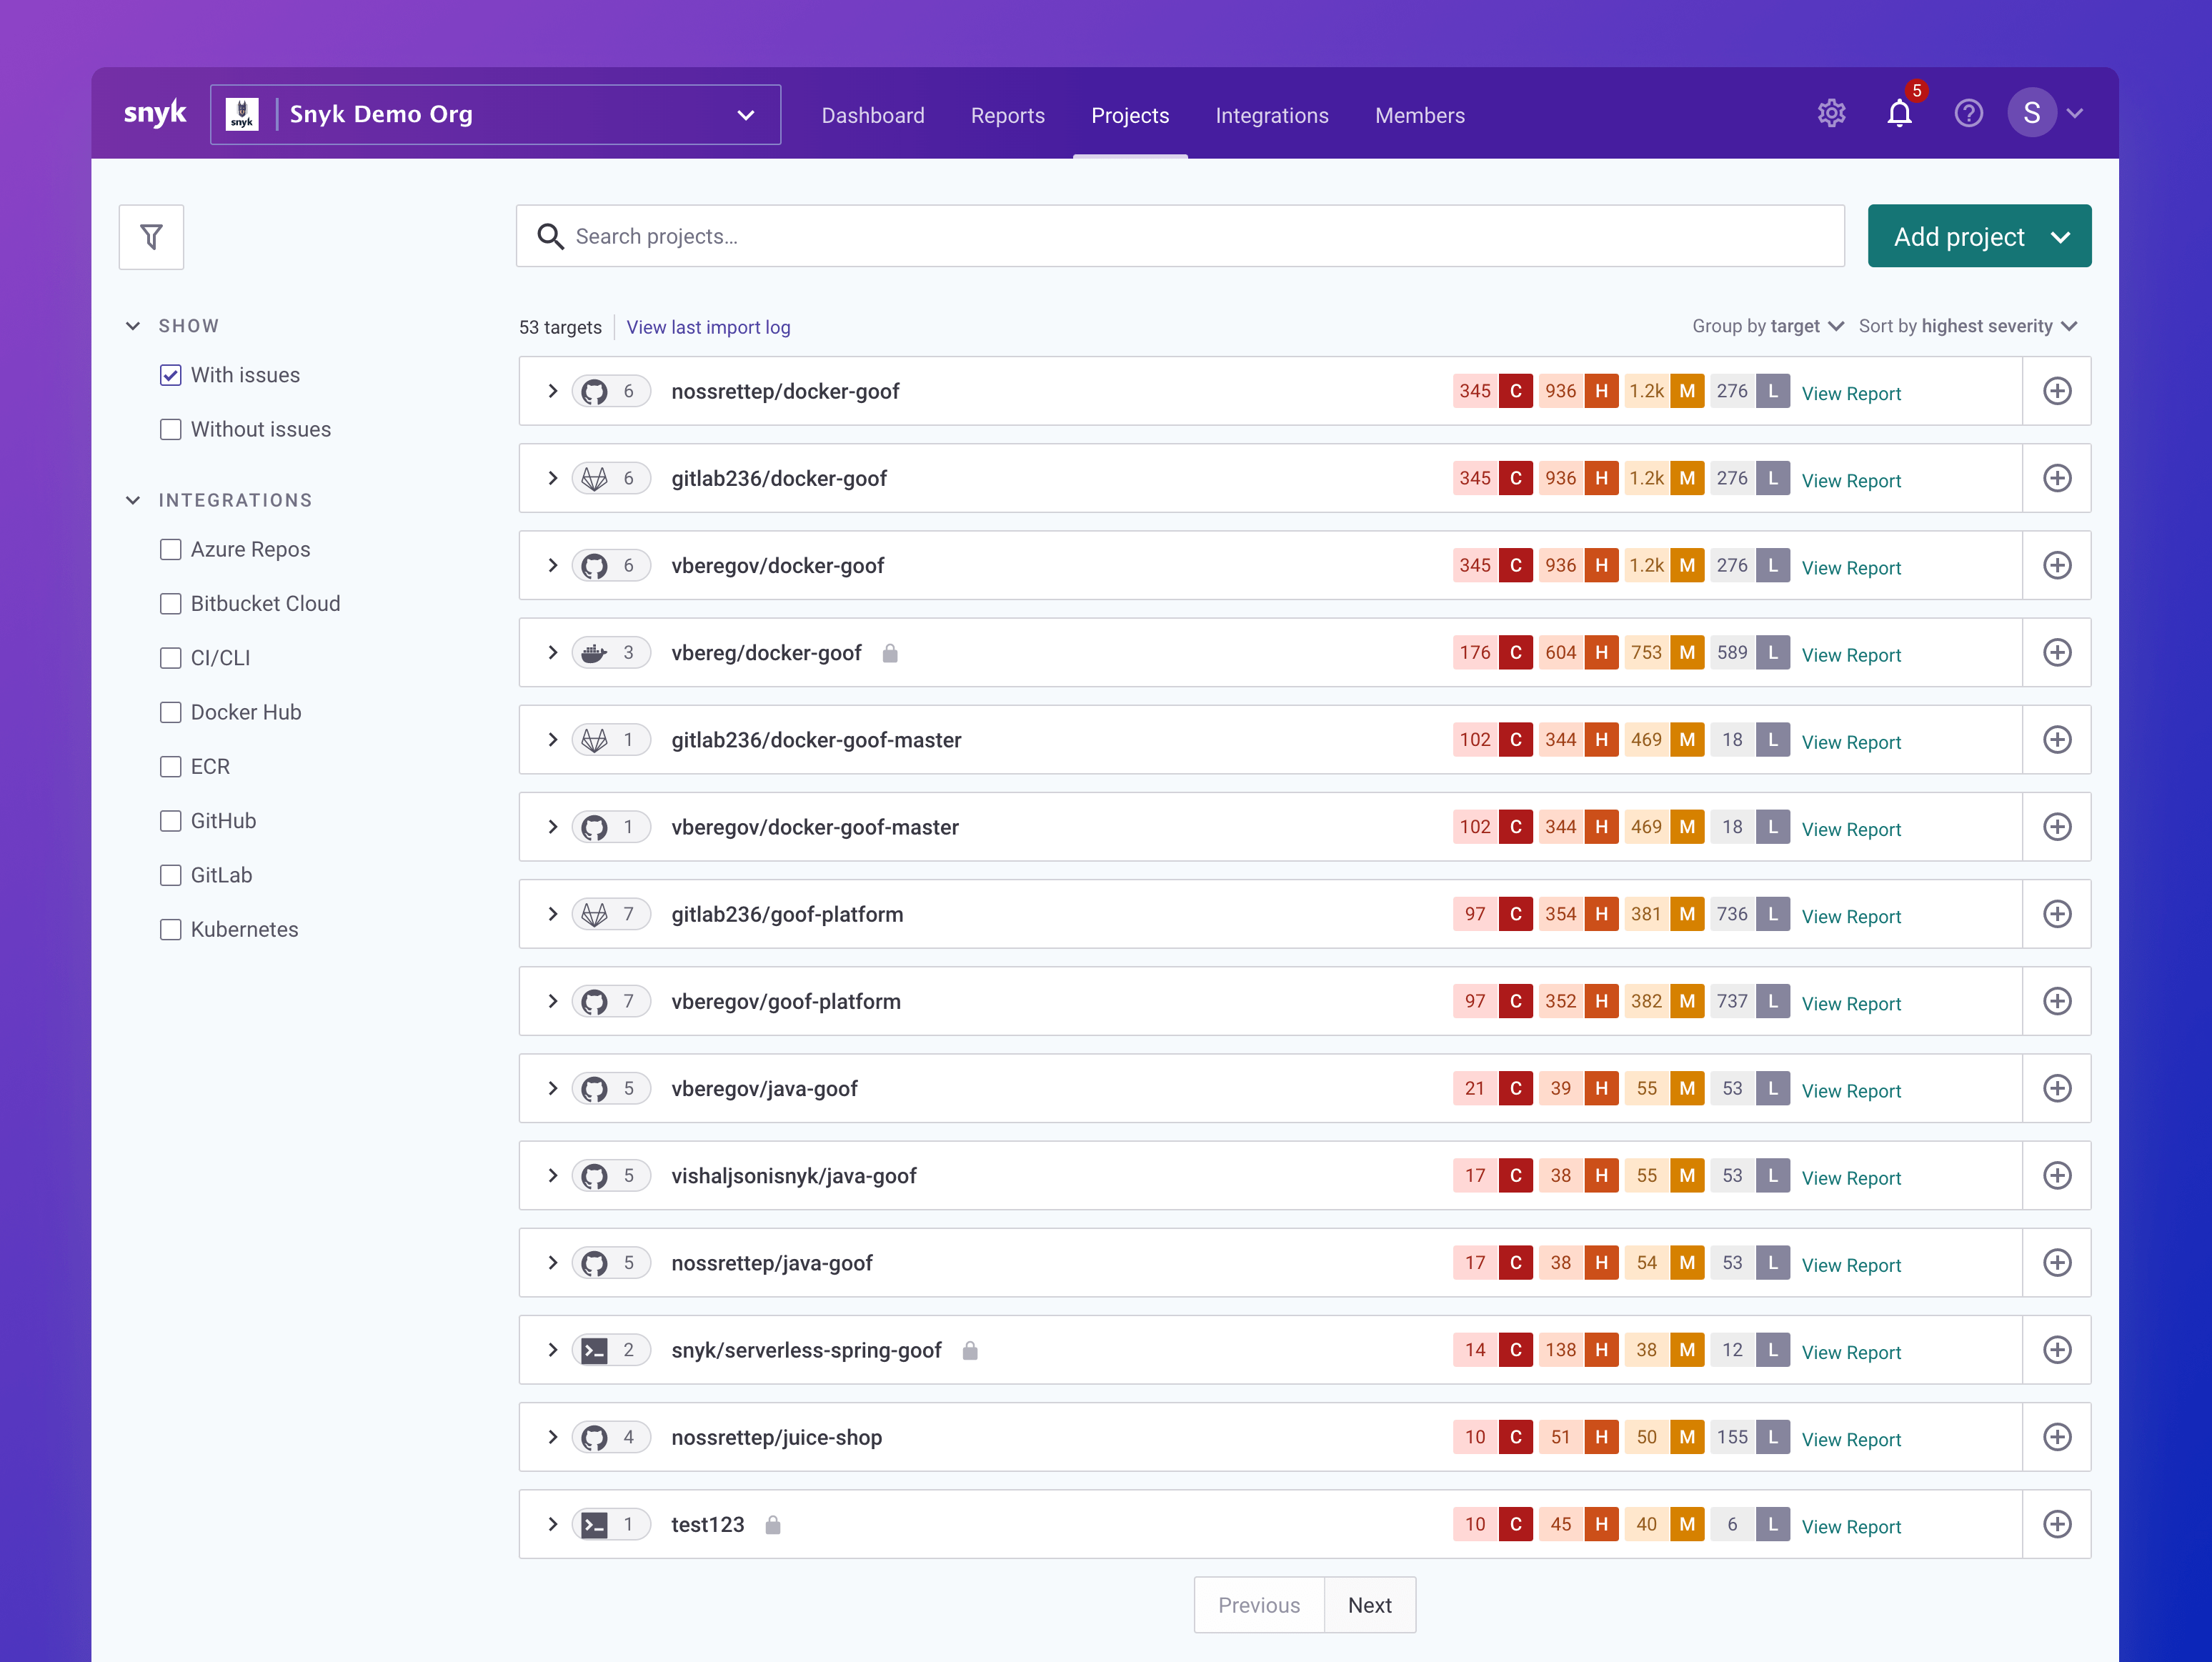 snyk snyk Snyk Demo Org Dashboard Reports Projects Integrations Members 5 S
Search projects... Add project
SHOW
With issues
Without issues
INTEGRATIONS
Azure Repos
Bitbucket Cloud
CI/CLI
Docker Hub
ECR
GitHub
GitLab
Kubernetes
53 targets View last import log Group by target Sort by highest severity
6 nossrettep/docker-goof 345 C 936 H 1.2k M 276 L View Report
6 gitlab236/docker-goof 345 C 936 H 1.2k M 276 L View Report
6 vberegov/docker-goof 345 C 936 H 1.2k M 276 L View Report
3 vbereg/docker-goof 176 C 604 H 753 M 589 L View Report
1 gitlab236/docker-goof-master 102 C 344 H 469 M 18 L View Report
1 vberegov/docker-goof-master 102 C 344 H 469 M 18 L View Report
7 gitlab236/goof-platform 97 C 354 H 381 M 736 L View Report
7 vberegov/goof-platform 97 C 352 H 382 M 737 L View Report
5 vberegov/java-goof 21 C 39 H 55 M 53 L View Report
5 vishaljsonisnyk/java-goof 17 C 38 H 55 M 53 L View Report
5 nossrettep/java-goof 17 C 38 H 54 M 53 L View Report
2 snyk/serverless-spring-goof 14 C 138 H 38 M 12 L View Report
4 nossrettep/juice-shop 10 C 51 H 50 M 155 L View Report
1 test123 10 C 45 H 40 M 6 L View Report
Previous Next